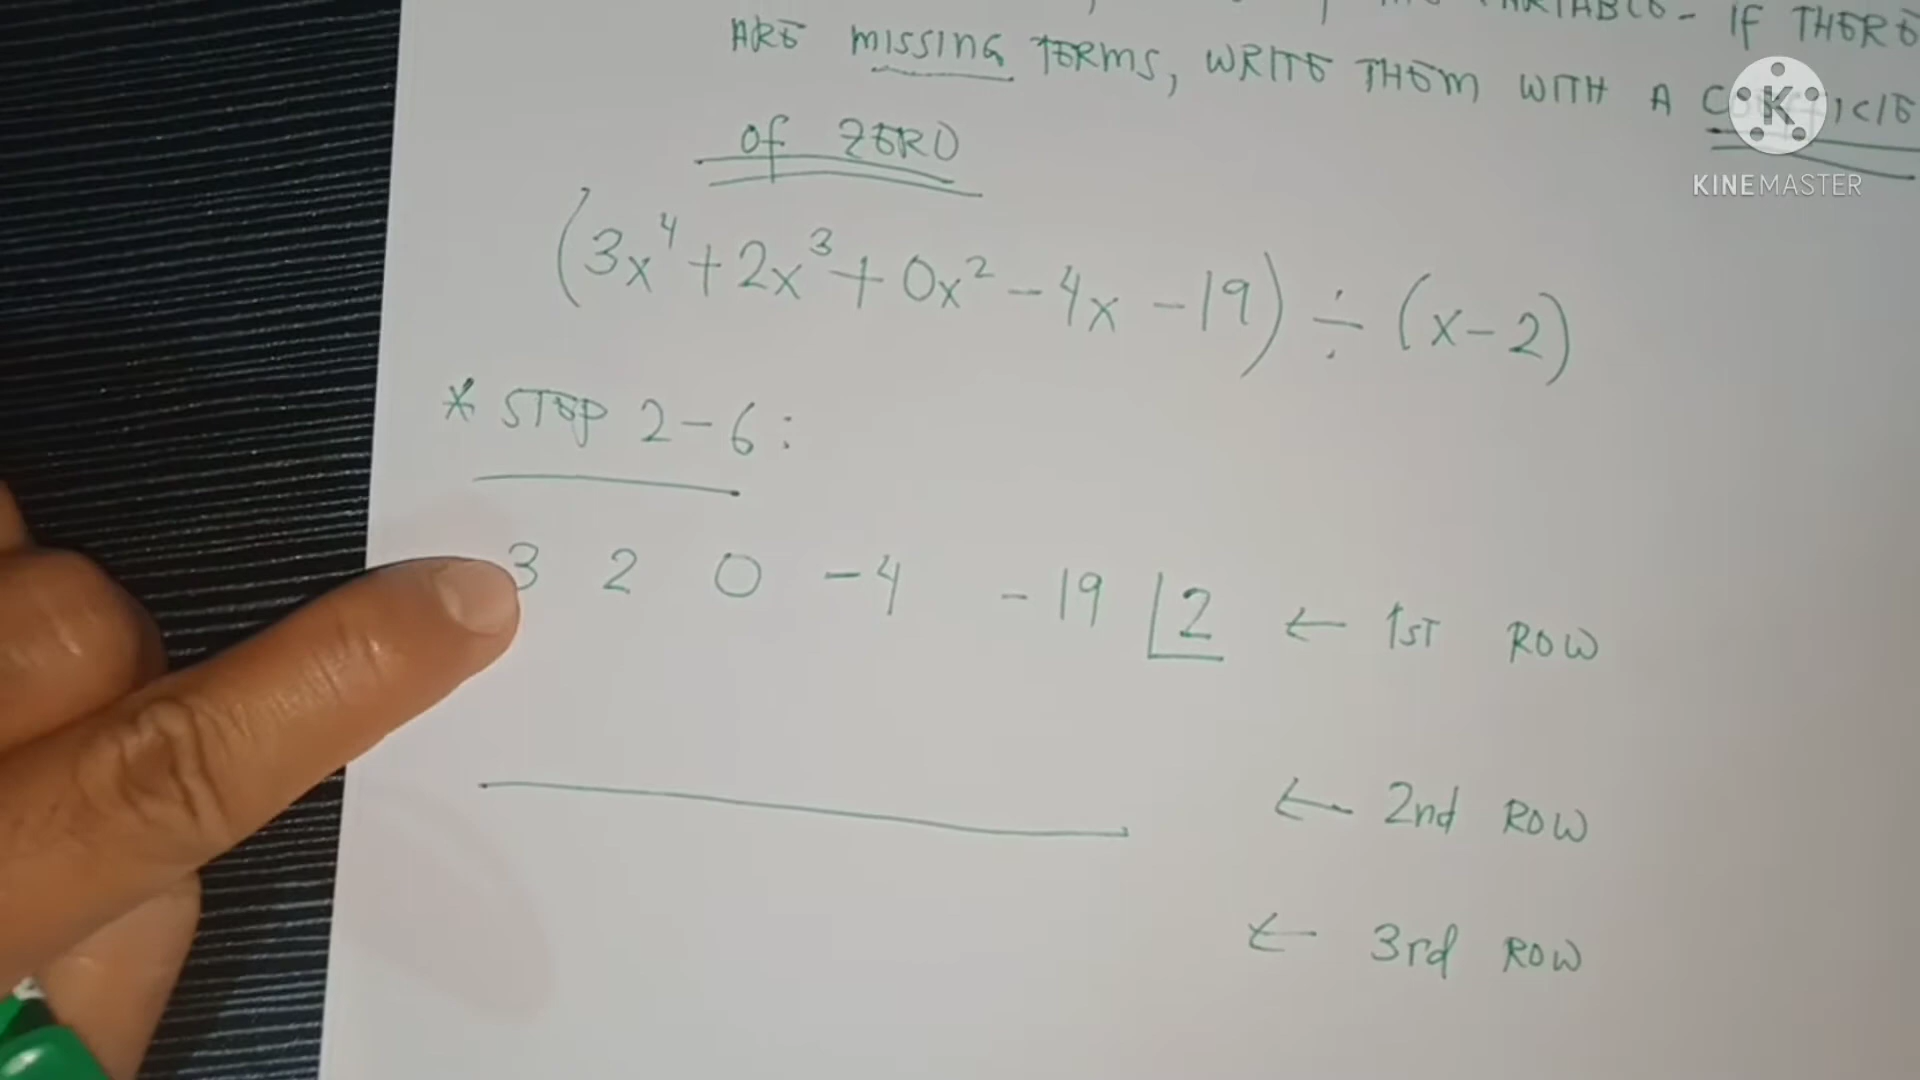 VARIABLE - IF THERE
ARE MISSING TERMS, WRITE THEM WITH A
OF ZERO
(3x⁴ + 2x³ + 0x² - 4x - 19) ÷ (x - 2)
* STEP 2-6:
3 2 0 -4 -19 |2 ← 1ST ROW
← 2nd ROW
← 3rd ROW
K
KINEMASTER